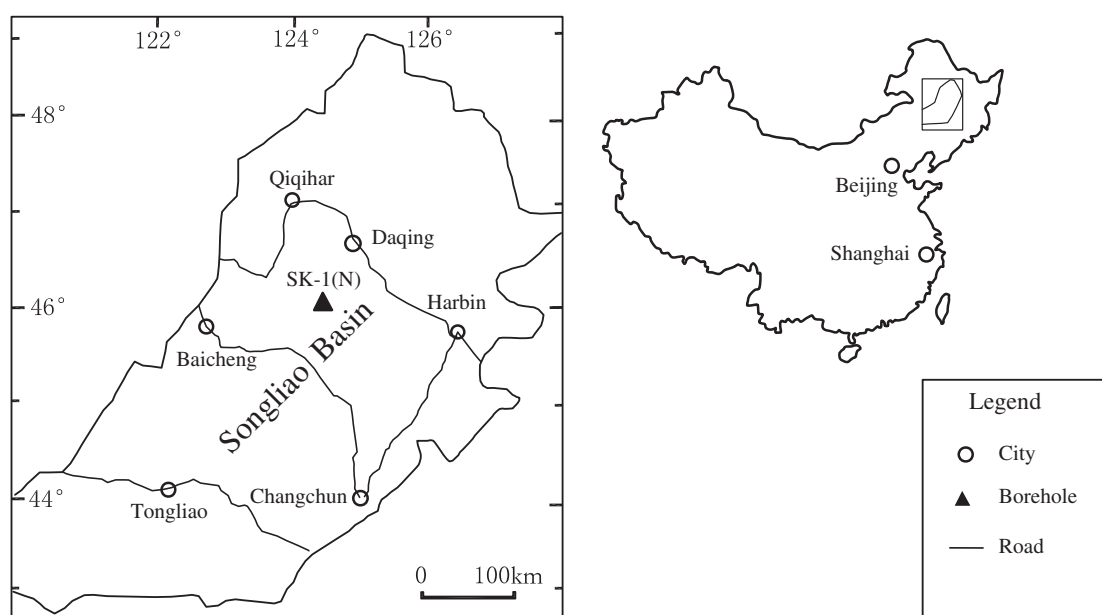 122°
124°
126°
48°
46°
44°
Qiqihar
Daqing
SK-1(N)
Harbin
Baicheng
Songliao Basin
Changchun
Tongliao
0 100km
Beijing
Shanghai
Legend
City
Borehole
Road